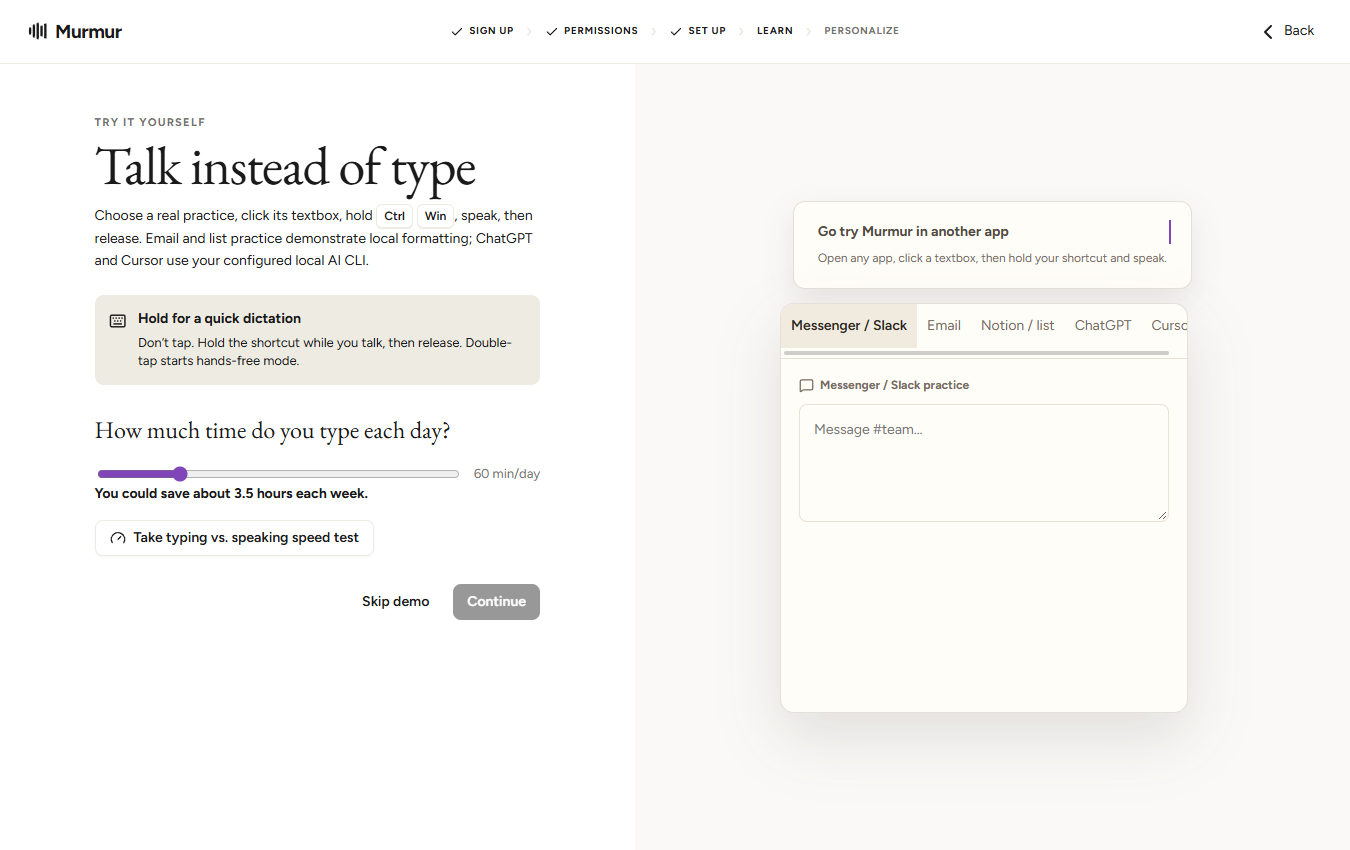 Murmur
SIGN UP
PERMISSIONS
SET UP
LEARN
PERSONALIZE
Back
TRY IT YOURSELF
Talk instead of type
Choose a real practice, click its textbox, hold Ctrl Win, speak, then
release. Email and list practice demonstrate local formatting; ChatGPT
and Cursor use your configured local AI CLI.
Hold for a quick dictation
Don’t tap. Hold the shortcut while you talk, then release. Double-
tap starts hands-free mode.
How much time do you type each day?
60 min/day
You could save about 3.5 hours each week.
Take typing vs. speaking speed test
Skip demo
Continue
Go try Murmur in another app
Open any app, click a textbox, then hold your shortcut and speak.
Messenger / Slack
Email
Notion / list
ChatGPT
Curso
Messenger / Slack practice
Message #team...